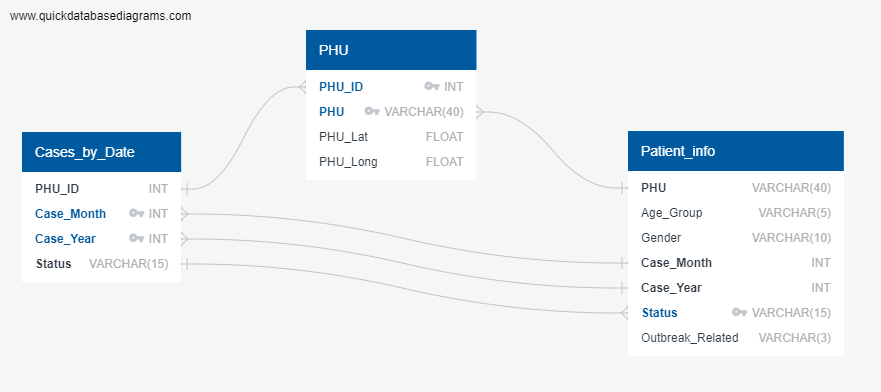 www.quickdatabasediagrams.com
PHU
PHU_ID INT
PHU VARCHAR(40)
PHU_Lat FLOAT
PHU_Long FLOAT
Cases_by_Date
PHU_ID INT
Case_Month INT
Case_Year INT
Status VARCHAR(15)
Patient_info
PHU VARCHAR(40)
Age_Group VARCHAR(5)
Gender VARCHAR(10)
Case_Month INT
Case_Year INT
Status VARCHAR(15)
Outbreak_Related VARCHAR(3)